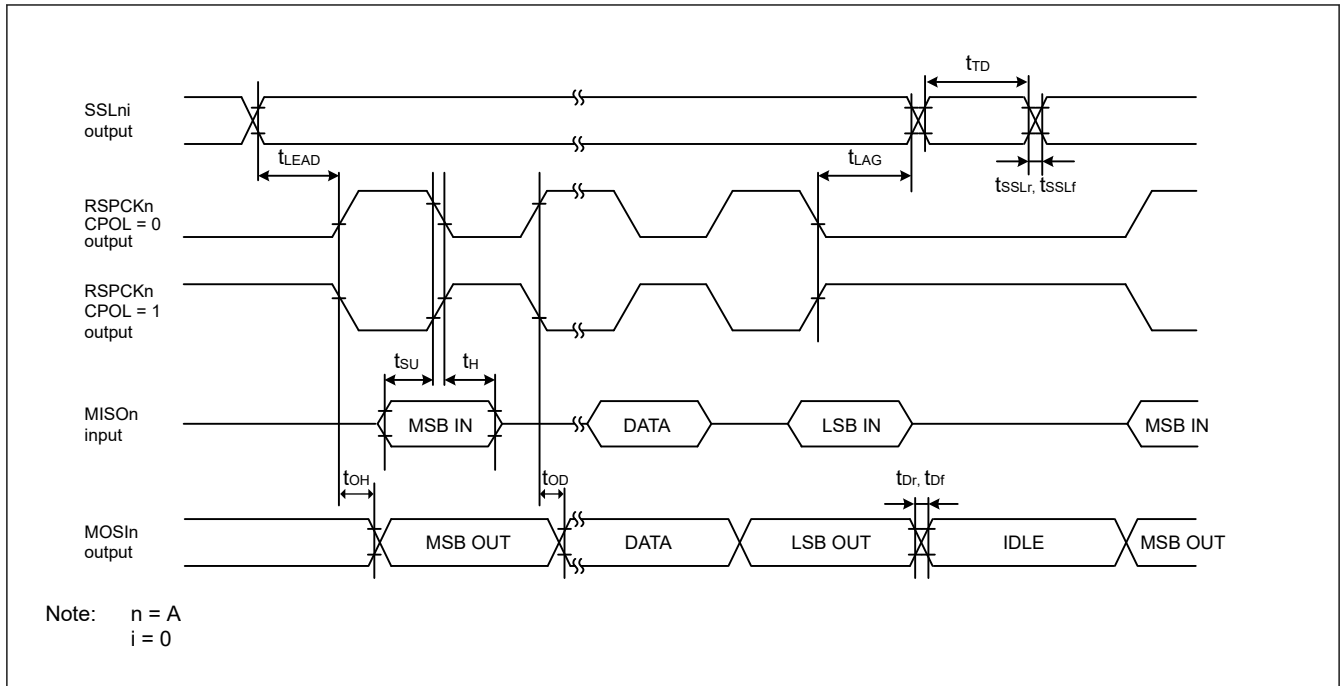 tTD
SSLni
output
tLEAD
tLAG
tSSLr, tSSLf
RSPCKn
CPOL = 0
output
RSPCKn
CPOL = 1
output
tSU
tH
MISOn
input
MSB IN
DATA
LSB IN
MSB IN
tOH
tOD
tDr, tDf
MOSIn
output
MSB OUT
DATA
LSB OUT
IDLE
MSB OUT
Note: n = A
i = 0